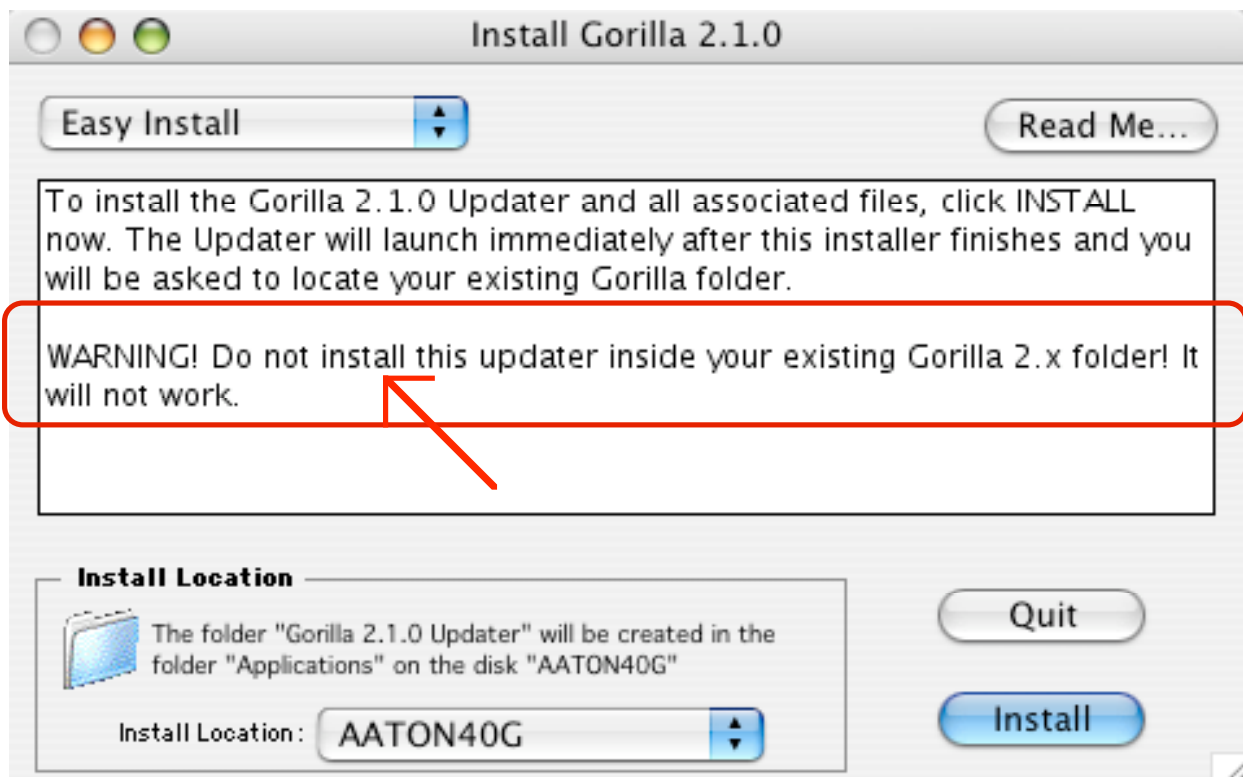 Install Gorilla 2.1.0
Easy Install
Read Me...
To install the Gorilla 2.1.0 Updater and all associated files, click INSTALL
now. The Updater will launch immediately after this installer finishes and you
will be asked to locate your existing Gorilla folder.
WARNING! Do not install this updater inside your existing Gorilla 2.x folder! It
will not work.
Install Location
The folder "Gorilla 2.1.0 Updater" will be created in the
folder "Applications" on the disk "AATON40G"
Install Location: AATON40G
Quit
Install